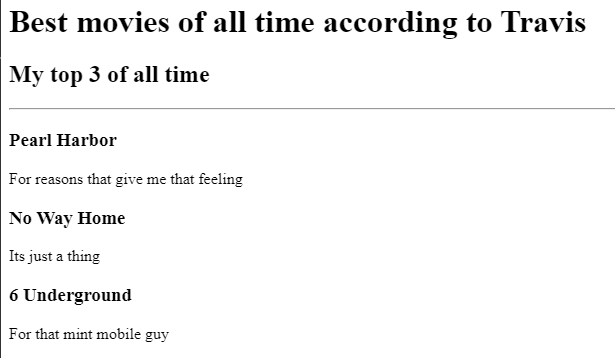 Best movies of all time according to Travis
My top 3 of all time
Pearl Harbor
For reasons that give me that feeling
No Way Home
Its just a thing
6 Underground
For that mint mobile guy